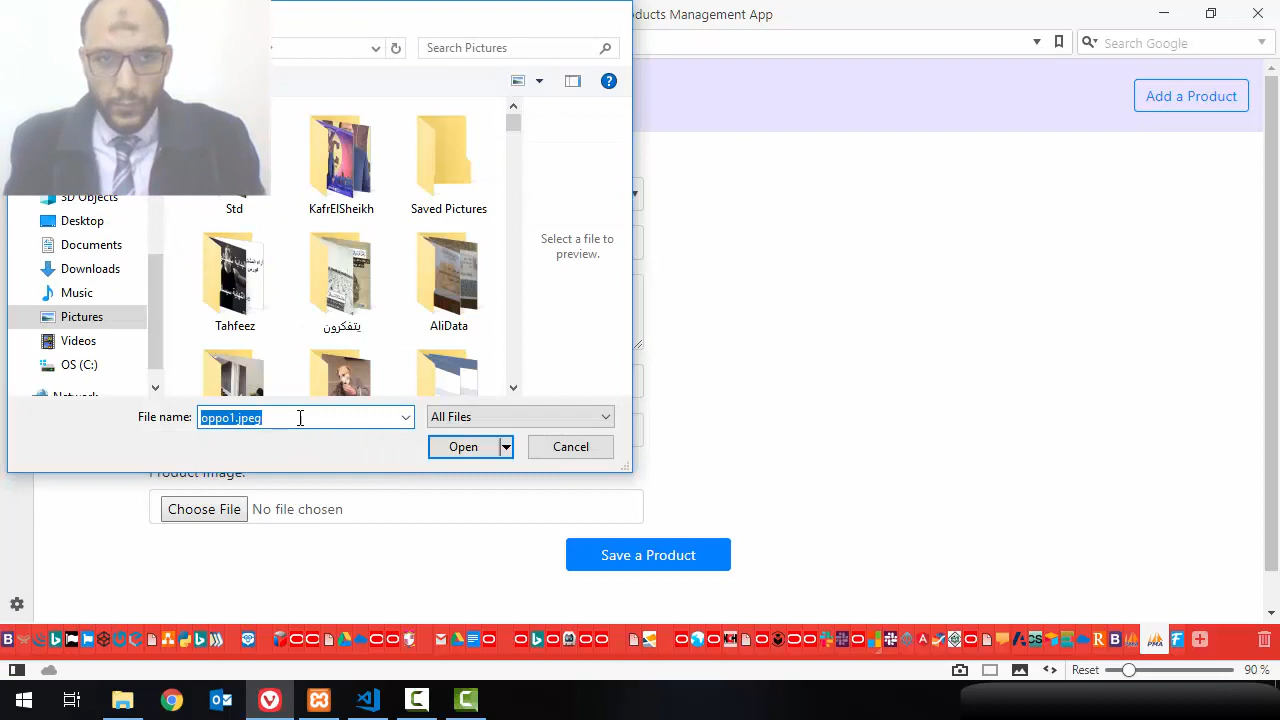 oducts Management App
Search Pictures
Search Google
Add a Product
3D Objects
Desktop
Documents
Downloads
Music
Pictures
Videos
OS (C:)
Std
KafrElSheikh
Saved Pictures
Tahfeez
يتفكرون
AliData
Select a file to
preview.
File name:
oppo1.jpeg
All Files
Open
Cancel
Product Image:
Choose File
No file chosen
Save a Product
Reset
90 %